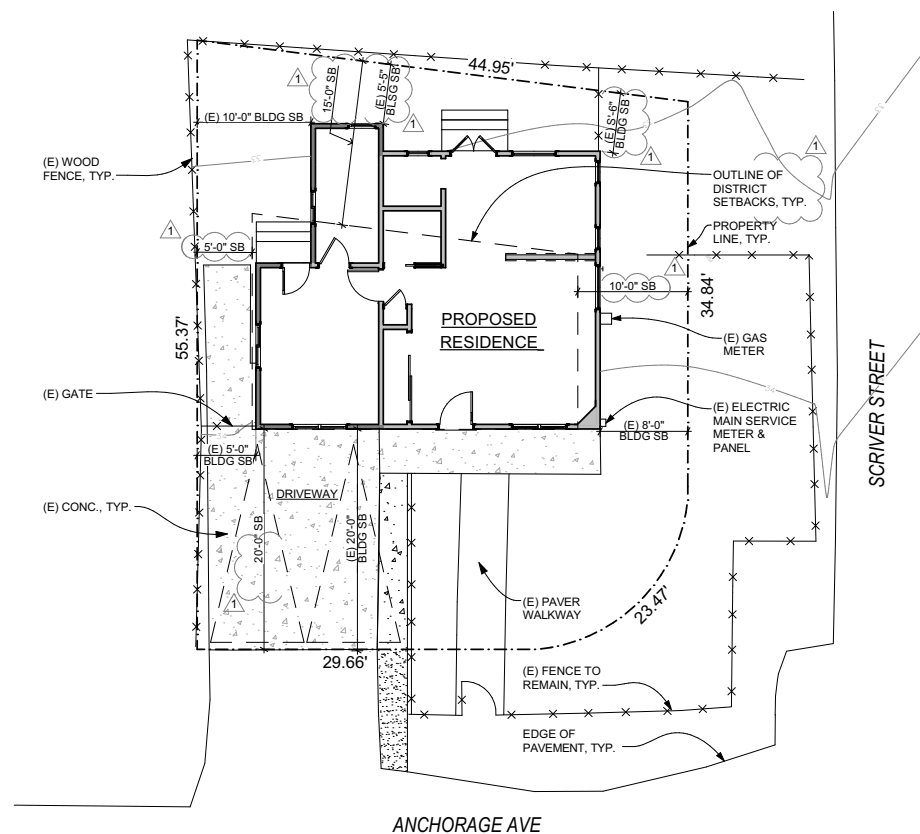 44.95'
1
15'-0" SB
(E) 5'-5"
BLSG SB
1
(E) 10'-0" BLDG SB
(E) S'-6"
BLDG SB
1
1
(E) WOOD
FENCE, TYP.
OUTLINE OF
DISTRICT
SETBACKS, TYP.
PROPERTY
LINE, TYP.
1
5'-0" SB
1
10'-0" SB
34.84'
55.37'
PROPOSED
RESIDENCE
(E) GAS
METER
SCRIVER STREET
(E) GATE
(E) ELECTRIC
MAIN SERVICE
METER &
PANEL
(E) 8'-0"
BLDG SB
(E) 5'-0"
BLDG SB
DRIVEWAY
(E) CONC., TYP.
20'-0" SB
(E) 20'-0"
BLDG SB
1
(E) PAVER
WALKWAY
23.47'
29.66'
(E) FENCE TO
REMAIN, TYP.
EDGE OF
PAVEMENT, TYP.
ANCHORAGE AVE